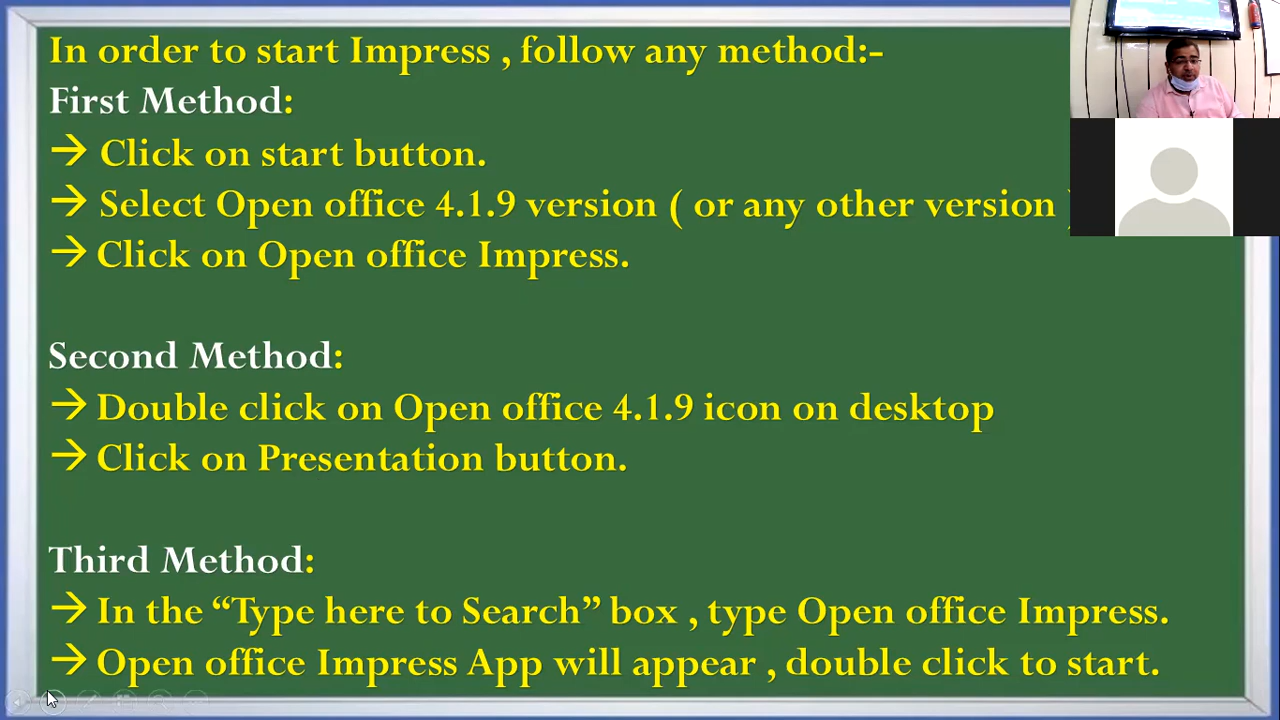 In order to start Impress , follow any method:-
First Method:
→ Click on start button.
→ Select Open office 4.1.9 version ( or any other version )
→ Click on Open office Impress.
Second Method:
→ Double click on Open office 4.1.9 icon on desktop
→ Click on Presentation button.
Third Method:
→ In the “Type here to Search” box , type Open office Impress.
→ Open office Impress App will appear , double click to start.